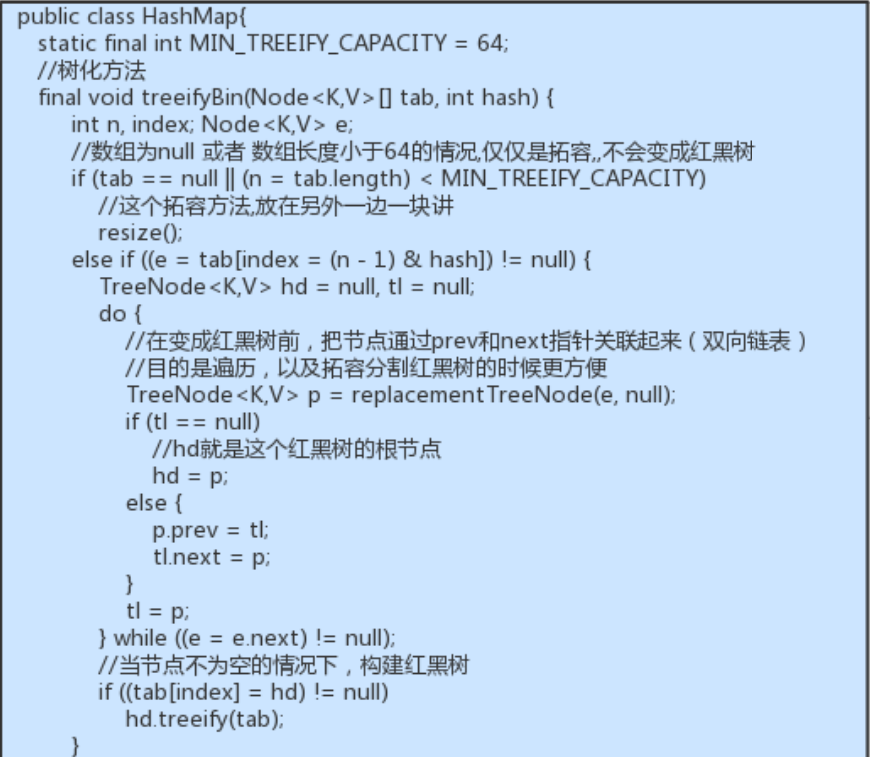 public class HashMap{
static final int MIN_TREEIFY_CAPACITY = 64;
//树化方法
final void treeifyBin(Node<K,V>[] tab, int hash) {
int n, index; Node<K,V> e;
//数组为null 或者 数组长度小于64的情况,仅仅是拓容,,不会变成红黑树
if (tab == null || (n = tab.length) < MIN_TREEIFY_CAPACITY)
//这个拓容方法,放在另外一边一块讲
resize();
else if ((e = tab[index = (n - 1) & hash]) != null) {
TreeNode<K,V> hd = null, tl = null;
do {
//在变成红黑树前，把节点通过prev和next指针关联起来（双向链表）
//目的是遍历，以及拓容分割红黑树的时候更方便
TreeNode<K,V> p = replacementTreeNode(e, null);
if (tl == null)
//hd就是这个红黑树的根节点
hd = p;
else {
p.prev = tl;
tl.next = p;
}
tl = p;
} while ((e = e.next) != null);
//当节点不为空的情况下，构建红黑树
if ((tab[index] = hd) != null)
hd.treeify(tab);
}